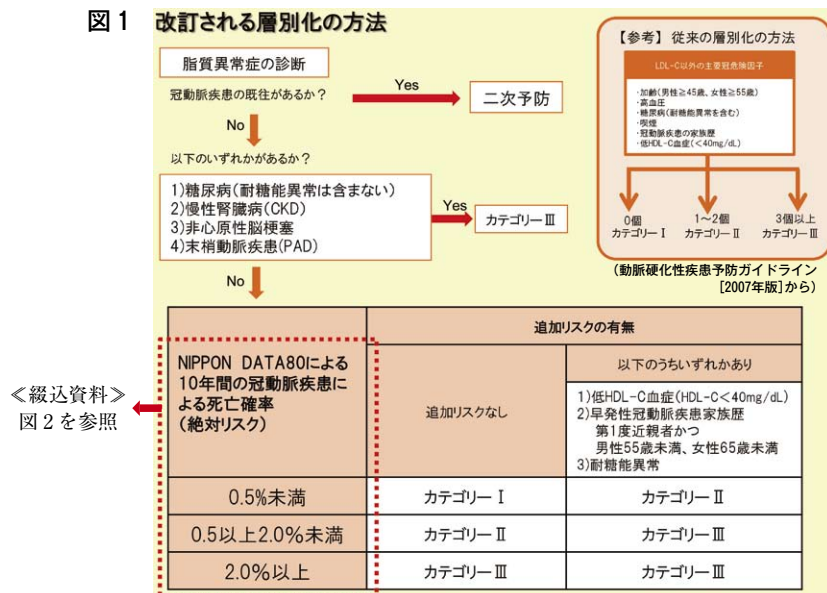 図1 改訂される層別化の方法
脂質異常症の診断
冠動脈疾患の既往があるか?
Yes
二次予防
No
以下のいずれかがあるか?
1)糖尿病(耐糖能異常は含まない)
2)慢性腎臓病(CKD)
3)非心原性脳梗塞
4)末梢動脈疾患(PAD)
Yes
カテゴリーⅢ
No
【参考】従来の層別化の方法
LDL-C以外の主要冠危険因子
・加齢(男性≧45歳、女性≧55歳)
・高血圧
・糖尿病(耐糖能異常を含む)
・喫煙
・冠動脈疾患の家族歴
・低HDL-C血症(<40mg/dL)
0個
カテゴリーⅠ
1~2個
カテゴリーⅡ
3個以上
カテゴリーⅢ
(動脈硬化性疾患予防ガイドライン
[2007年版]から)
≪綴込資料≫
図2を参照
NIPPON DATA80による
10年間の冠動脈疾患に
よる死亡確率
(絶対リスク)
追加リスクの有無
追加リスクなし
以下のうちいずれかあり
1)低HDL-C血症(HDL-C<40mg/dL)
2)早発性冠動脈疾患家族歴
第1度近親者かつ
男性55歳未満、女性65歳未満
3)耐糖能異常
0.5%未満 カテゴリーⅠ カテゴリーⅡ
0.5以上2.0%未満 カテゴリーⅡ カテゴリーⅢ
2.0%以上 カテゴリーⅢ カテゴリーⅢ